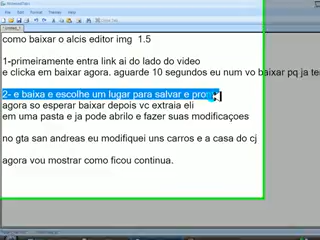 como baixar o alcis editor img 1.5
1-primeiramente entra link ai do lado do video
e clicka em baixar agora. aguarde 10 segundos eu num vo baixar pq ja te
2- e baixa e escolhe um lugar para salvar e pro
agora so esperar baixar depois vc extraia eli
em uma pasta e ja pode abrilo e fazer suas modificaçoes
no gta san andreas eu modifiquei uns carros e a casa do cj
agora vou mostrar como ficou continua.